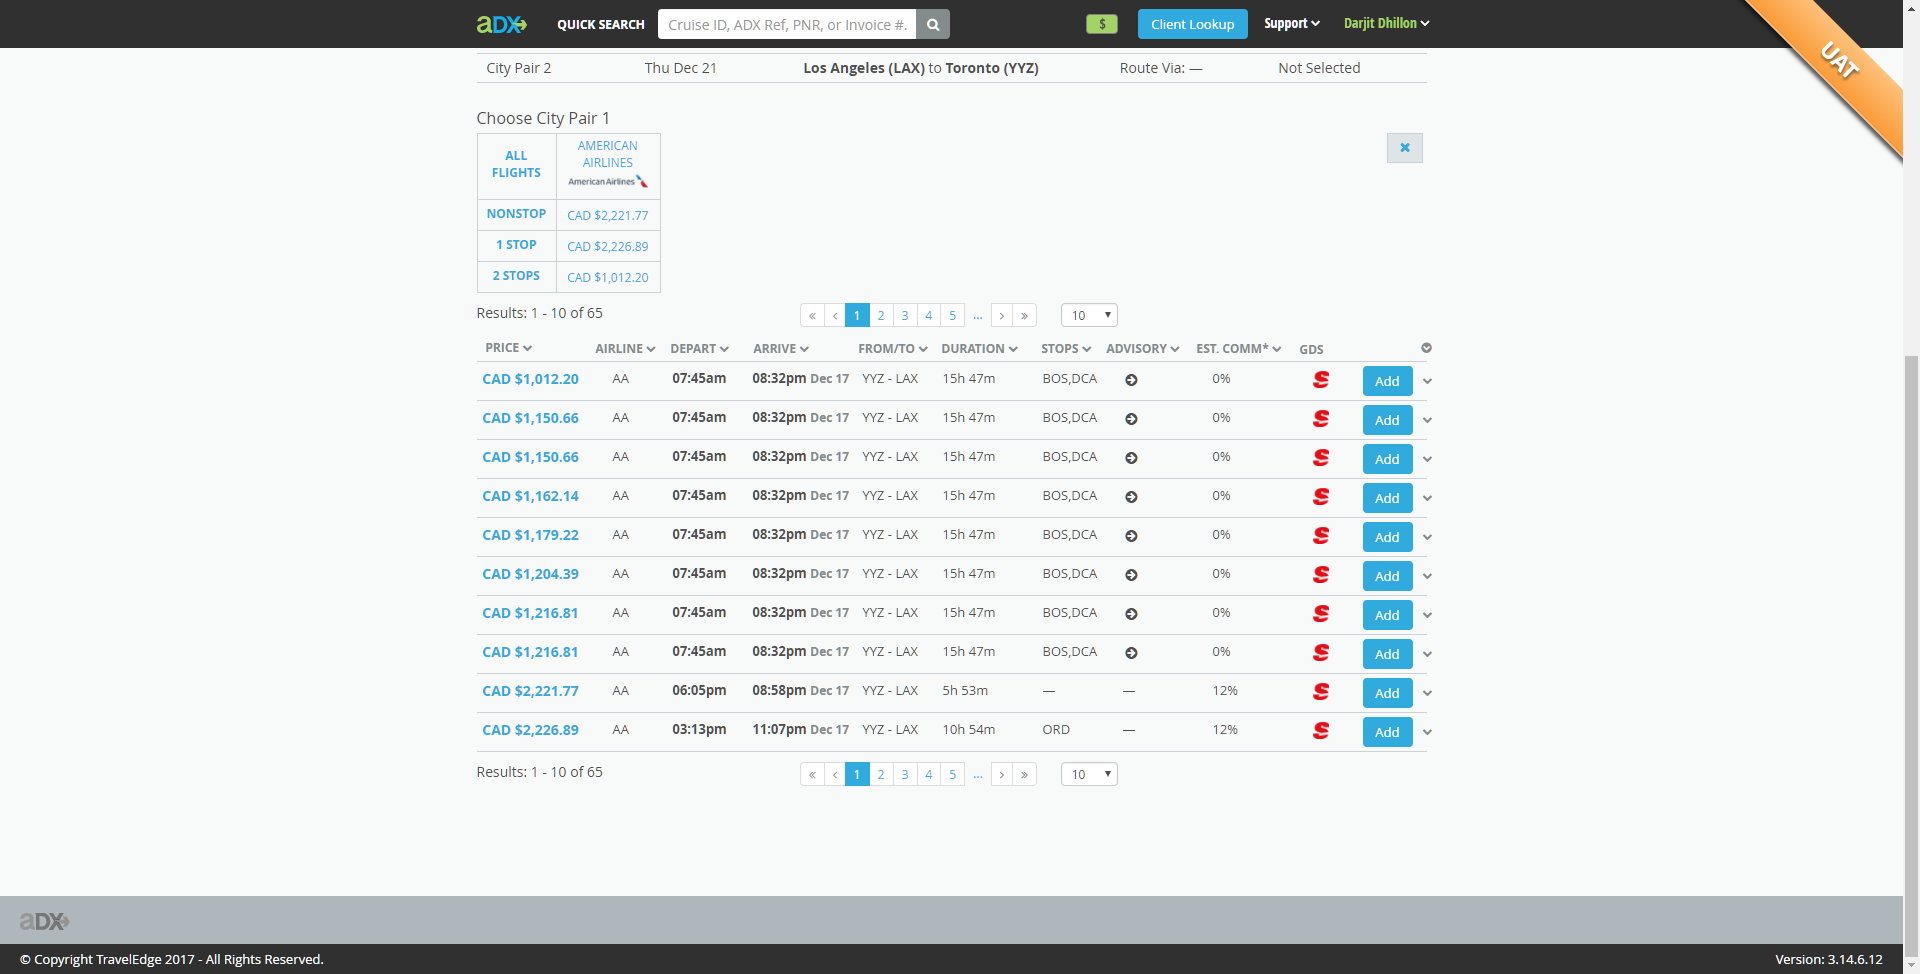 aDX QUICK SEARCH Cruise ID, ADX Ref, PNR, or Invoice #. $ Client Lookup Support Darjit Dhillon
UAT
City Pair 2 Thu Dec 21 Los Angeles (LAX) to Toronto (YYZ) Route Via: — Not Selected
Choose City Pair 1
ALL FLIGHTS AMERICAN AIRLINES
American Airlines
NONSTOP CAD $2,221.77
1 STOP CAD $2,226.89
2 STOPS CAD $1,012.20
Results: 1 - 10 of 65 « ‹ 1 2 3 4 5 ... › » 10
PRICE AIRLINE DEPART ARRIVE FROM/TO DURATION STOPS ADVISORY EST. COMM* GDS
CAD $1,012.20 AA 07:45am 08:32pm Dec 17 YYZ - LAX 15h 47m BOS,DCA 0% S Add
CAD $1,150.66 AA 07:45am 08:32pm Dec 17 YYZ - LAX 15h 47m BOS,DCA 0% S Add
CAD $1,150.66 AA 07:45am 08:32pm Dec 17 YYZ - LAX 15h 47m BOS,DCA 0% S Add
CAD $1,162.14 AA 07:45am 08:32pm Dec 17 YYZ - LAX 15h 47m BOS,DCA 0% S Add
CAD $1,179.22 AA 07:45am 08:32pm Dec 17 YYZ - LAX 15h 47m BOS,DCA 0% S Add
CAD $1,204.39 AA 07:45am 08:32pm Dec 17 YYZ - LAX 15h 47m BOS,DCA 0% S Add
CAD $1,216.81 AA 07:45am 08:32pm Dec 17 YYZ - LAX 15h 47m BOS,DCA 0% S Add
CAD $1,216.81 AA 07:45am 08:32pm Dec 17 YYZ - LAX 15h 47m BOS,DCA 0% S Add
CAD $2,221.77 AA 06:05pm 08:58pm Dec 17 YYZ - LAX 5h 53m — — 12% S Add
CAD $2,226.89 AA 03:13pm 11:07pm Dec 17 YYZ - LAX 10h 54m ORD — 12% S Add
Results: 1 - 10 of 65 « ‹ 1 2 3 4 5 ... › » 10
aDX
© Copyright TravelEdge 2017 - All Rights Reserved. Version: 3.14.6.12